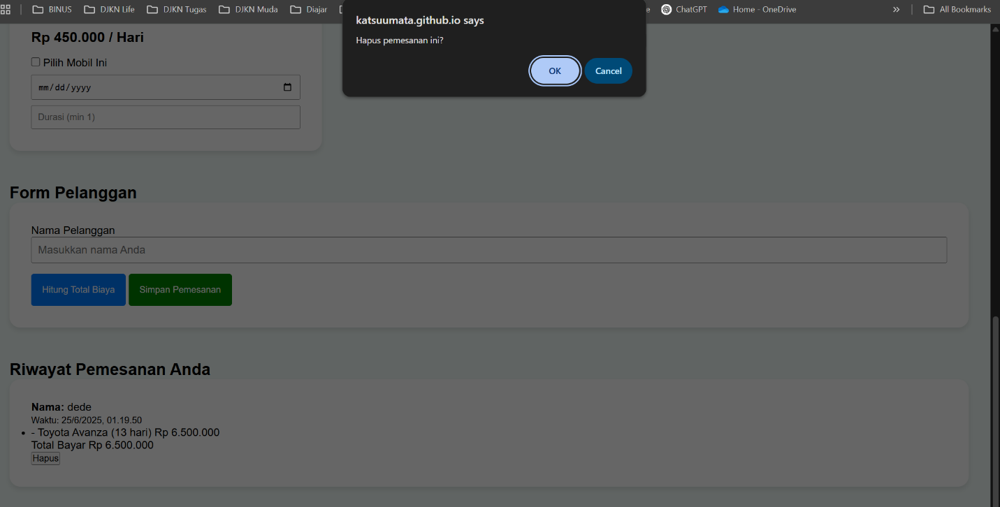 BINUS DJKN Life DJKN Tugas DJKN Muda Diajar e ChatGPT Home - OneDrive All Bookmarks
katsuumata.github.io says
Hapus pemesanan ini?
OK Cancel
Rp 450.000 / Hari
Pilih Mobil Ini
mm/dd/yyyy
Durasi (min 1)
Form Pelanggan
Nama Pelanggan
Masukkan nama Anda
Hitung Total Biaya Simpan Pemesanan
Riwayat Pemesanan Anda
Nama: dede
Waktu: 25/6/2025, 01.19.50
• - Toyota Avanza (13 hari) Rp 6.500.000
Total Bayar Rp 6.500.000
Hapus